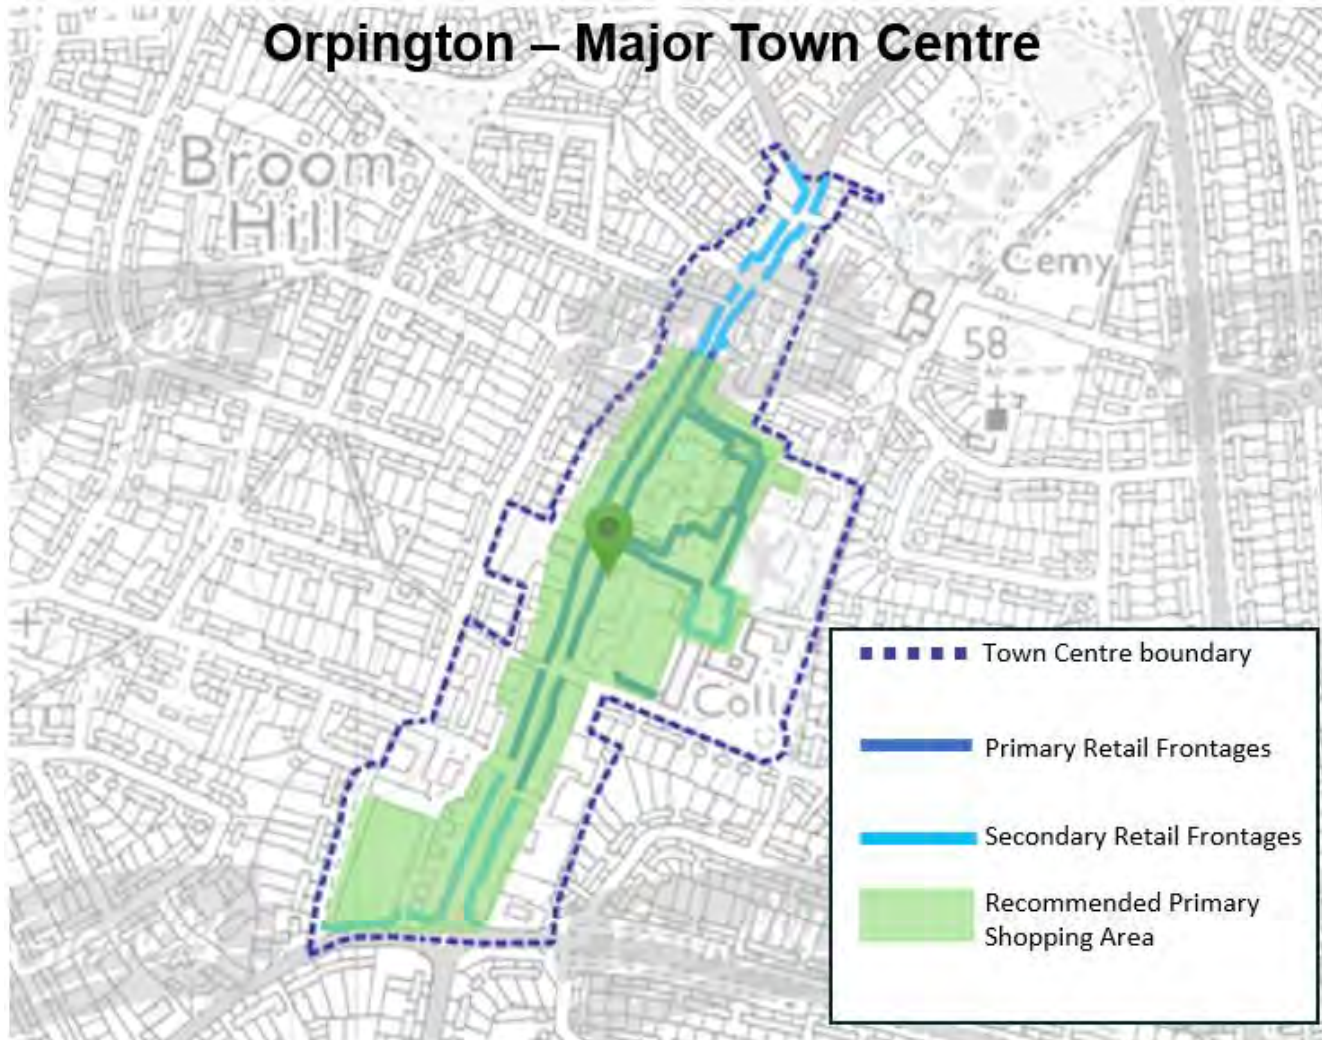 Orpington – Major Town Centre
Broom
Hill
Cemy
58
Coll
Town Centre boundary
Primary Retail Frontages
Secondary Retail Frontages
Recommended Primary
Shopping Area